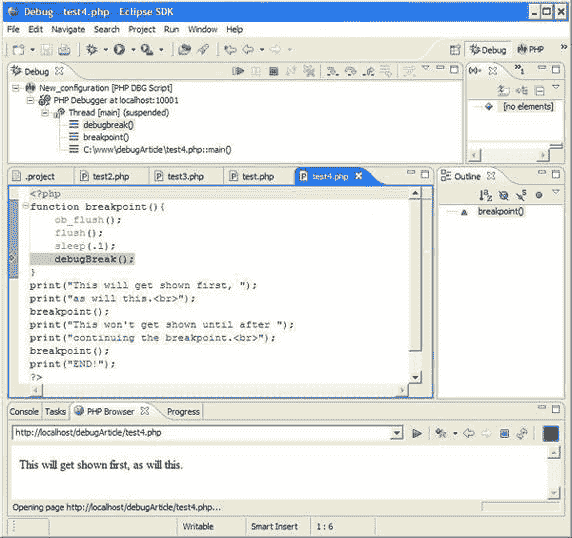 Debug - test4.php - Eclipse SDK
File Edit Navigate Search Project Run Window Help
Debug PHP
Debug
New_configuration [PHP DBG Script]
PHP Debugger at localhost:10001
Thread [main] (suspended)
debugbreak()
breakpoint()
C:\www\debugArticle\test4.php::main()
(x)= 1
[no elements]
.project test2.php test3.php test.php test4.php
<?php
function breakpoint(){
ob_flush();
flush();
sleep(.1);
debugBreak();
}
print("This will get shown first, ");
print("as will this.<br>");
breakpoint();
print("This won't get shown until after ");
print("continuing the breakpoint.<br>");
breakpoint();
print("END!");
?>
Outline
breakpoint()
Console Tasks PHP Browser Progress
http://localhost/debugArticle/test4.php
This will get shown first, as will this.
Opening page http://localhost/debugArticle/test4.php...
Writable Smart Insert 1 : 6